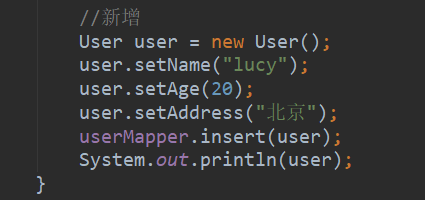 //新增
User user = new User();
user.setName("lucy");
user.setAge(20);
user.setAddress("北京");
userMapper.insert(user);
System.out.println(user);
}